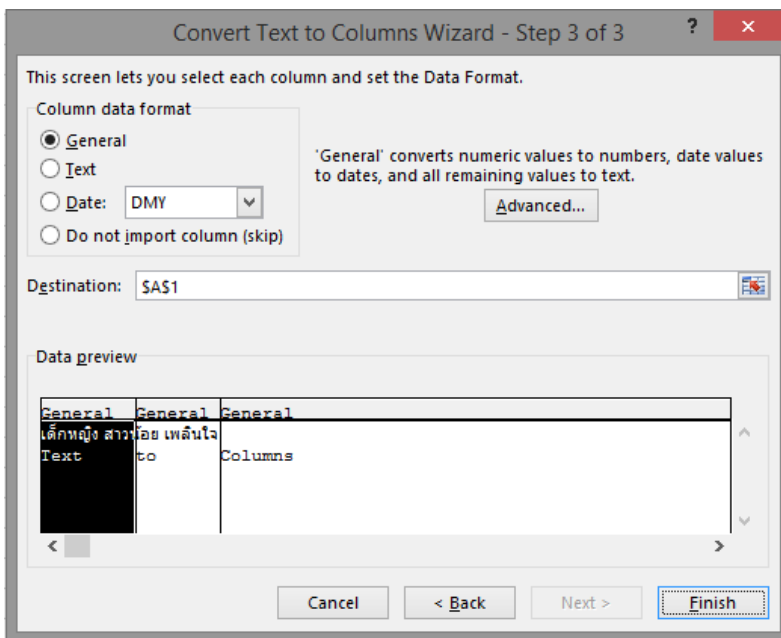 Convert Text to Columns Wizard - Step 3 of 3 ? ×
This screen lets you select each column and set the Data Format.
Column data format
General
Text
Date: DMY
Do not import column (skip)
'General' converts numeric values to numbers, date values
to dates, and all remaining values to text.
Advanced...
Destination: $A$1
Data preview
General General General
เด็กหญิง สาวน้อย เพลินใจ
Text to Columns
Cancel < Back Next > Finish